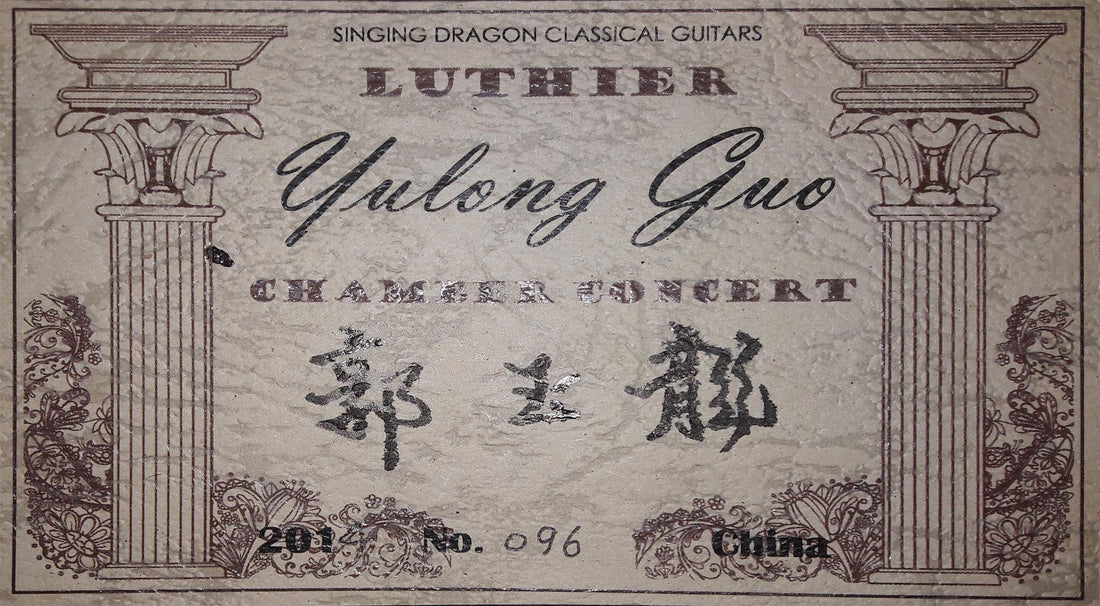 SINGING DRAGON CLASSICAL GUITARS
LUTHIER
Yulong Guo
CHAMBER CONCERT
郭玉龍
2014 No. 096 China